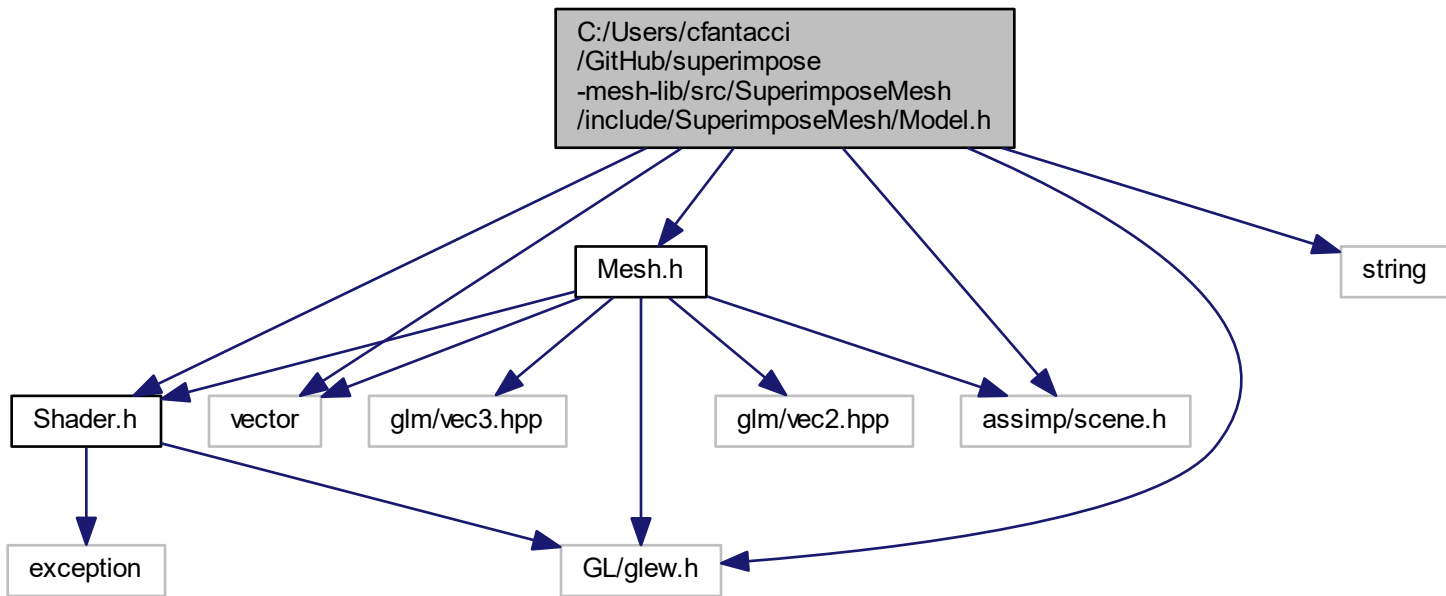 C:/Users/cfantacci
/GitHub/superimpose
-mesh-lib/src/SuperimposeMesh
/include/SuperimposeMesh/Model.h
Mesh.h
string
Shader.h
vector
glm/vec3.hpp
glm/vec2.hpp
assimp/scene.h
exception
GL/glew.h